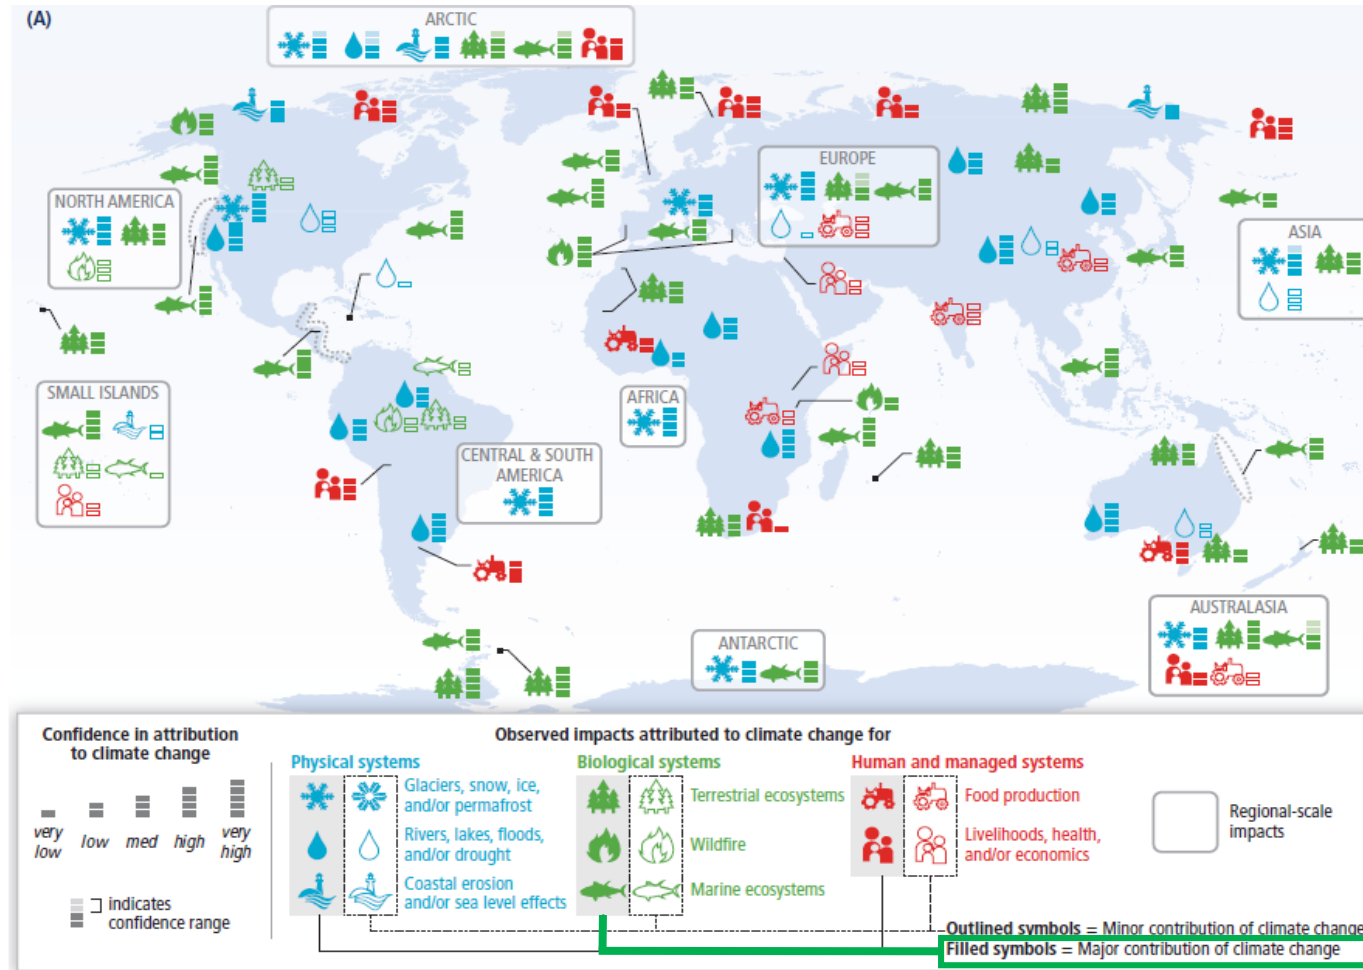 (A)
ARCTIC
EUROPE
NORTH AMERICA
ASIA
SMALL ISLANDS
AFRICA
CENTRAL & SOUTH
AMERICA
AUSTRALASIA
ANTARCTIC
Confidence in attribution
to climate change
very
low
low
med
high
very
high
indicates
confidence range
Observed impacts attributed to climate change for
Physical systems
Glaciers, snow, ice,
and/or permafrost
Rivers, lakes, floods,
and/or drought
Coastal erosion
and/or sea level effects
Biological systems
Terrestrial ecosystems
Wildfire
Marine ecosystems
Human and managed systems
Food production
Livelihoods, health,
and/or economics
Regional-scale
impacts
Outlined symbols = Minor contribution of climate change
Filled symbols = Major contribution of climate change